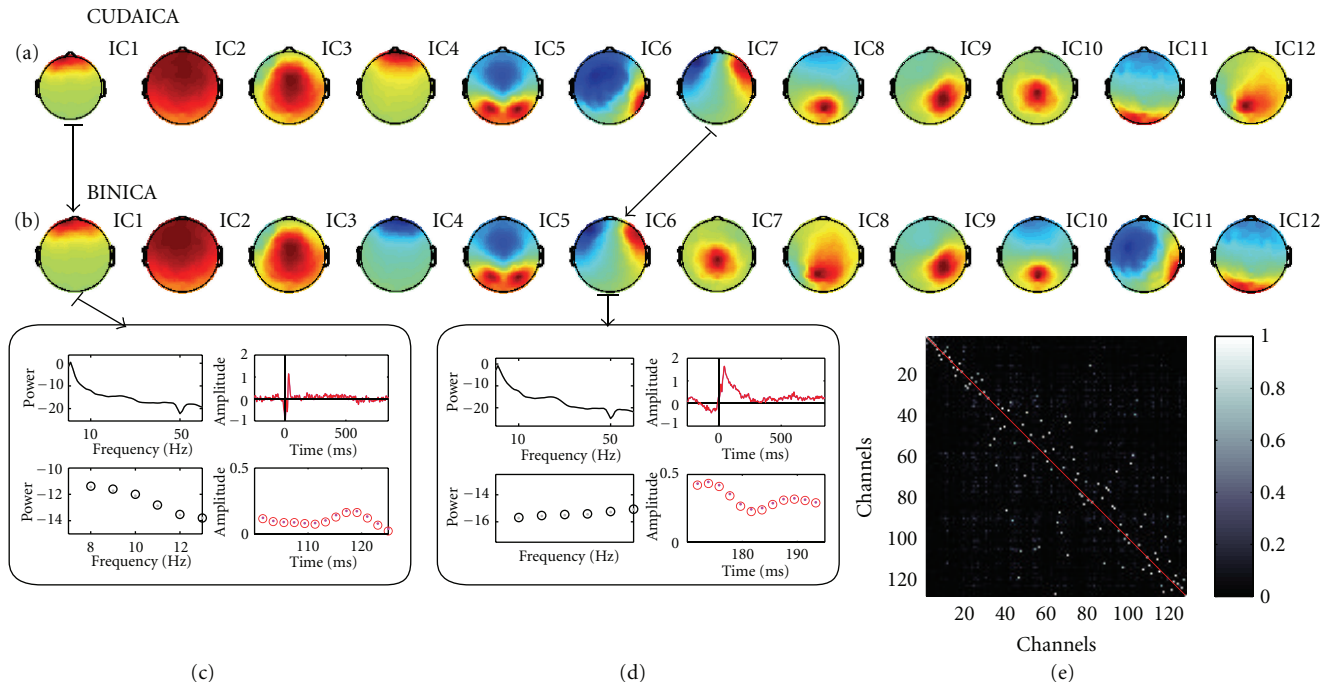 CUDAICA
(a)
IC1 IC2 IC3 IC4 IC5 IC6 IC7 IC8 IC9 IC10 IC11 IC12
BINICA
(b)
IC1 IC2 IC3 IC4 IC5 IC6 IC7 IC8 IC9 IC10 IC11 IC12
Power
0
−10
−20
10 50
Frequency (Hz)
Amplitude
2
1
0
−1
0 500
Time (ms)
Power
−10
−12
−14
8 10 12
Frequency (Hz)
Amplitude
0.5
0
110 120
Time (ms)
(c)
Power
0
−10
−20
10 50
Frequency (Hz)
Amplitude
2
1
0
−1
0 500
Time (ms)
Power
−14
−16
Frequency (Hz)
Amplitude
0.5
0
180 190
Time (ms)
(d)
Channels
20
40
60
80
100
120
20 40 60 80 100 120
Channels
1
0.8
0.6
0.4
0.2
0
(e)